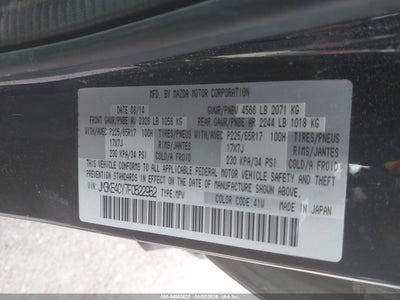 MFD. BY MAZDA MOTOR CORPORATION
DATE 08/14 GVWR/PNBV 4566 LB 2071 KG
FRONT GAWR/PNBE AV 2328 LB 1056 KG REAR GAWR/PNBE AR 2244 LB 1018 KG
WITH/AVEC P225/65R17 100H TIRES/PNEUS WITH/AVEC P225/65R17 100H TIRES/PNEUS
17X7J RIMS/JANTES 17X7J RIMS/JANTES
230 KPA/34 PSI COLD/A FROID 230 KPA/34 PSI COLD/A FROID
THIS VEHICLE CONFORMS TO ALL APPLICABLE FEDERAL MOTOR VEHICLE
SAFETY, BUMPER, AND THEFT PREVENTION STANDARDS IN EFFECT ON THE
DATE OF MANUFACTURE SHOWN ABOVE.
TYPE: MPV
COLOR CODE: 41W
MADE IN JAPAN